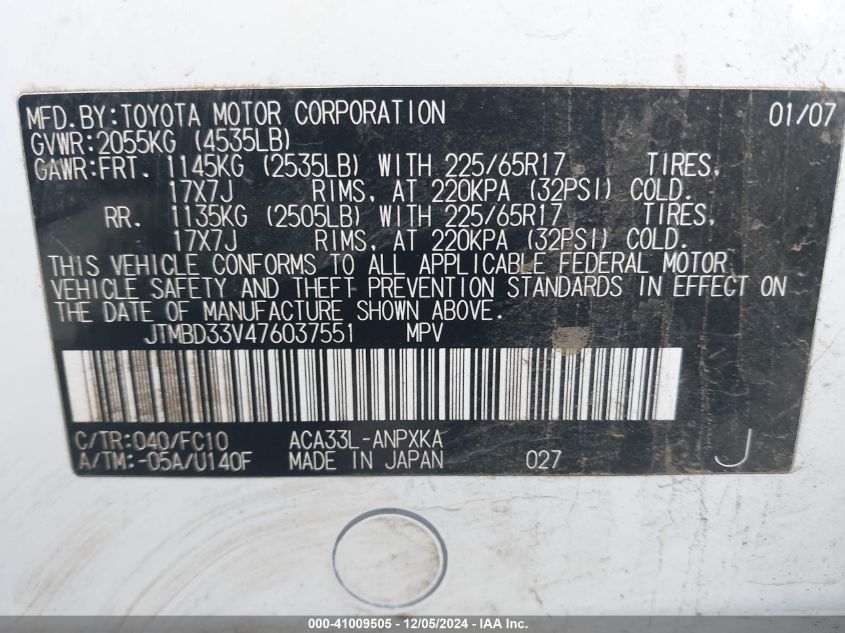 MFD.BY:TOYOTA MOTOR CORPORATION 01/07
GVWR:2055KG (4535LB)
GAWR:FRT. 1145KG (2535LB) WITH 225/65R17 TIRES,
17X7J RIMS, AT 220KPA (32PSI) COLD.
RR. 1135KG (2505LB) WITH 225/65R17 TIRES,
17X7J RIMS, AT 220KPA (32PSI) COLD.
THIS VEHICLE CONFORMS TO ALL APPLICABLE FEDERAL MOTOR
VEHICLE SAFETY AND THEFT PREVENTION STANDARDS IN EFFECT ON
THE DATE OF MANUFACTURE SHOWN ABOVE.
JTMBD33V476037551 MPV
C/TR:040/FC10 ACA33L-ANPXKA
A/TM:-05A/U140F MADE IN JAPAN 027 J
000-41009505 - 12/05/2024 - IAA Inc.